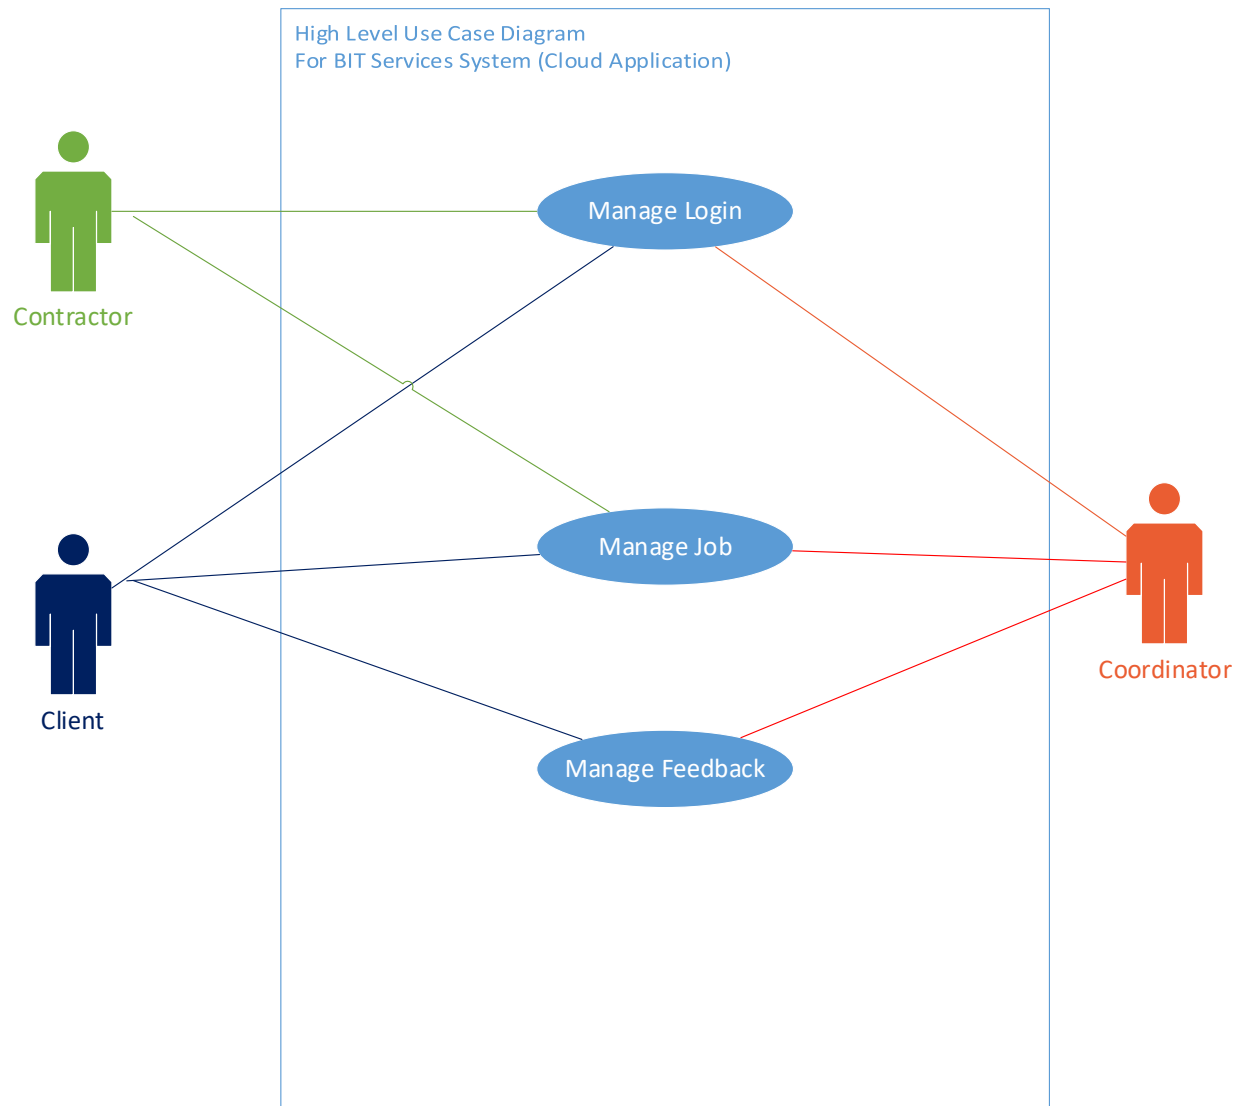 High Level Use Case Diagram
For BIT Services System (Cloud Application)
Manage Login
Contractor
Manage Job
Coordinator
Client
Manage Feedback